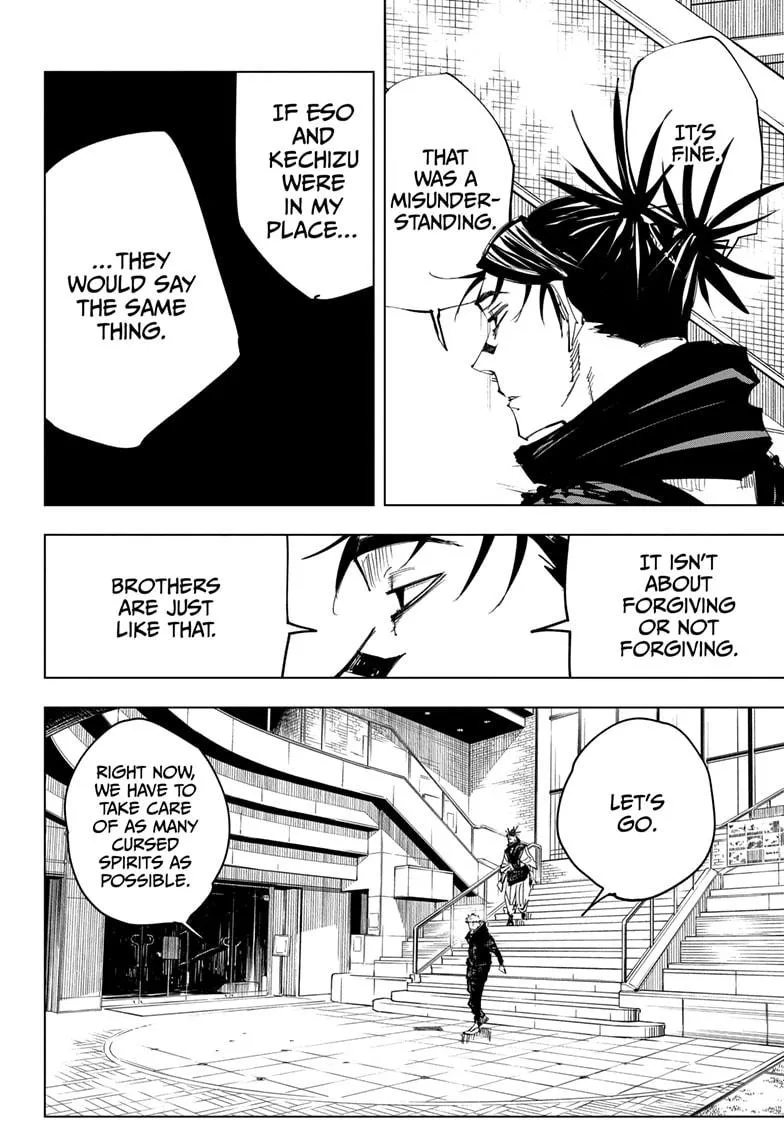 IT'S
FINE.
THAT
WAS A
MISUNDER-
STANDING.
IF ESO
AND
KECHIZU
WERE
IN MY
PLACE...
...THEY
WOULD SAY
THE SAME
THING.
IT ISN'T
ABOUT
FORGIVING
OR NOT
FORGIVING.
BROTHERS
ARE JUST
LIKE THAT.
LET'S
GO.
RIGHT NOW,
WE HAVE TO
TAKE CARE
OF AS MANY
CURSED
SPIRITS AS
POSSIBLE.